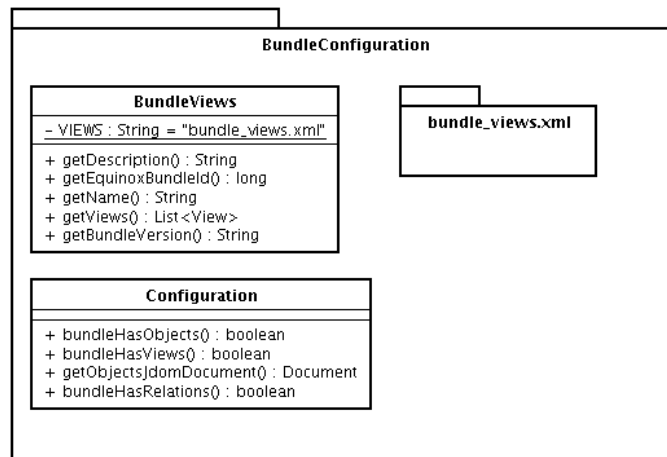 BundleConfiguration
BundleViews
- VIEWS : String = "bundle_views.xml"
+ getDescription() : String
+ getEquinoxBundleId() : long
+ getName() : String
+ getViews() : List<View>
+ getBundleVersion() : String
bundle_views.xml
Configuration
+ bundleHasObjects() : boolean
+ bundleHasViews() : boolean
+ getObjectsJdomDocument() : Document
+ bundleHasRelations() : boolean